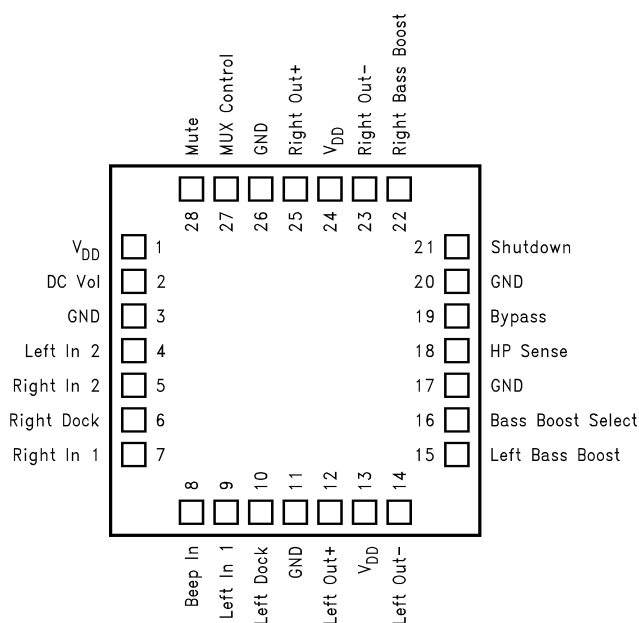 Mute
MUX Control
GND
Right Out+
VDD
Right Out-
Right Bass Boost
28
27
26
25
24
23
22
VDD 1
DC Vol 2
GND 3
Left In 2 4
Right In 2 5
Right Dock 6
Right In 1 7
21 Shutdown
20 GND
19 Bypass
18 HP Sense
17 GND
16 Bass Boost Select
15 Left Bass Boost
8
9
10
11
12
13
14
Beep In
Left In 1
Left Dock
GND
Left Out+
VDD
Left Out-